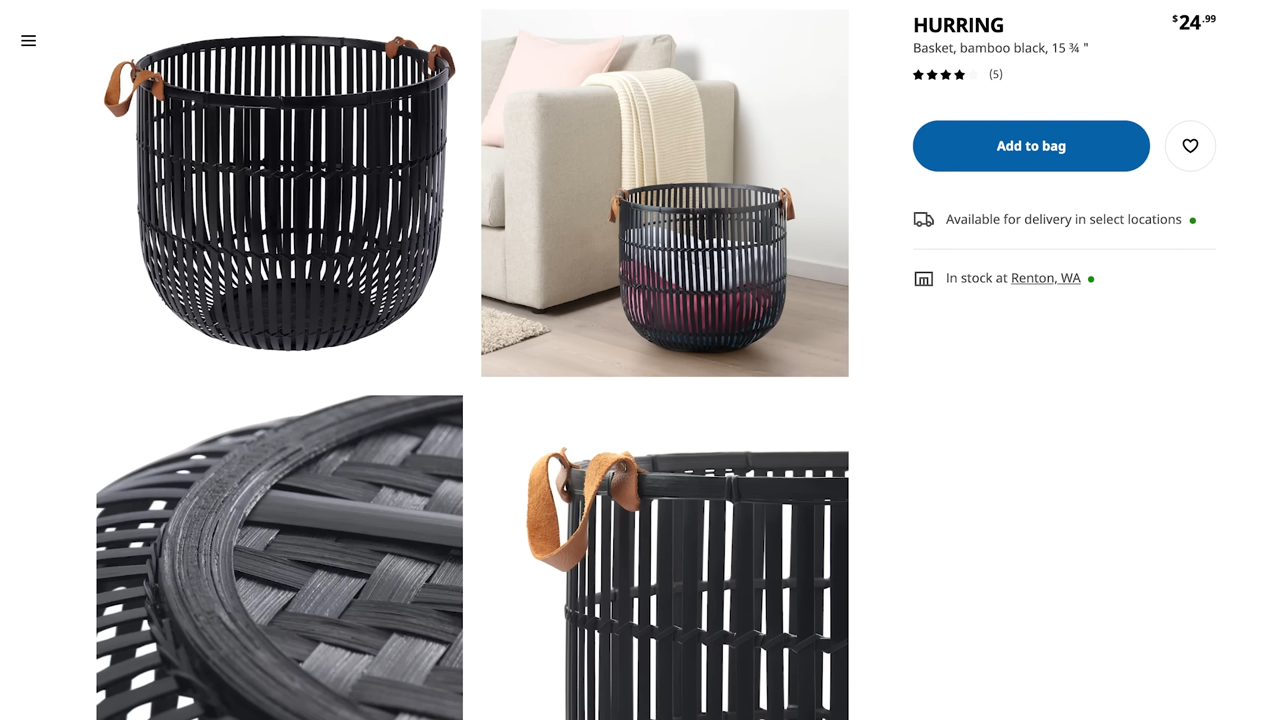 HURRING
$24.99
Basket, bamboo black, 15 ¾ "
(5)
Add to bag
Available for delivery in select locations
In stock at Renton, WA